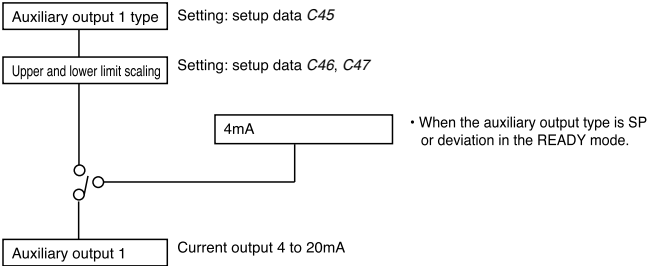 Auxiliary output 1 type
Setting: setup data C45
Upper and lower limit scaling
Setting: setup data C46, C47
4mA
• When the auxiliary output type is SP
or deviation in the READY mode.
Auxiliary output 1
Current output 4 to 20mA